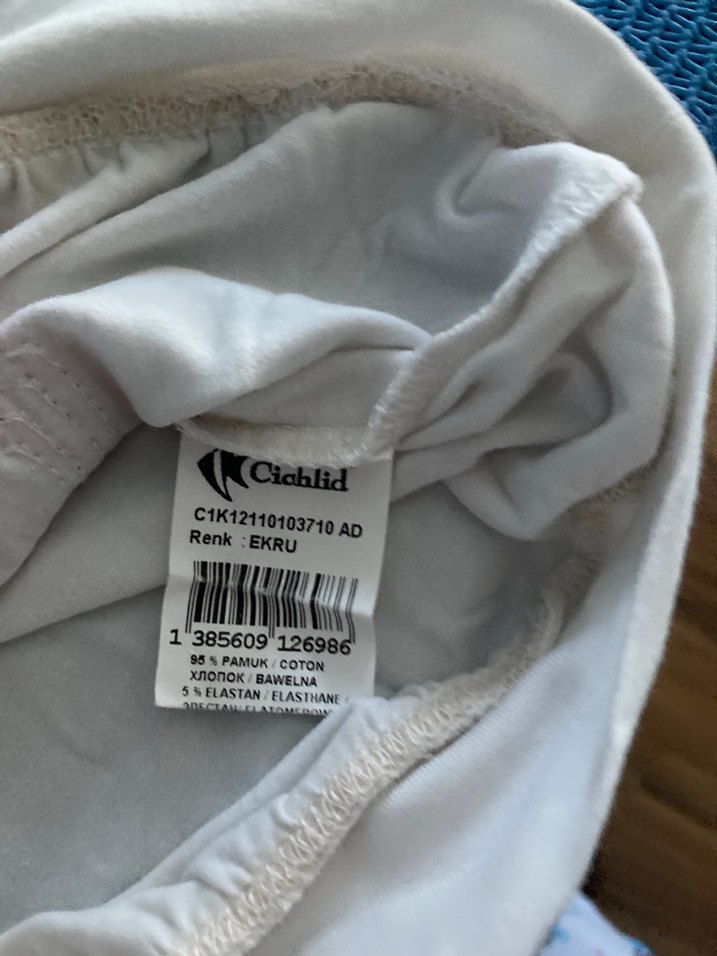 Cichlid
C1K12110103710 AD
Renk : EKRU
1 385609 126986
95 % PAMUK / COTON
ХЛОПОК / BAWELNA
5 % ELASTAN / ELASTHANE /